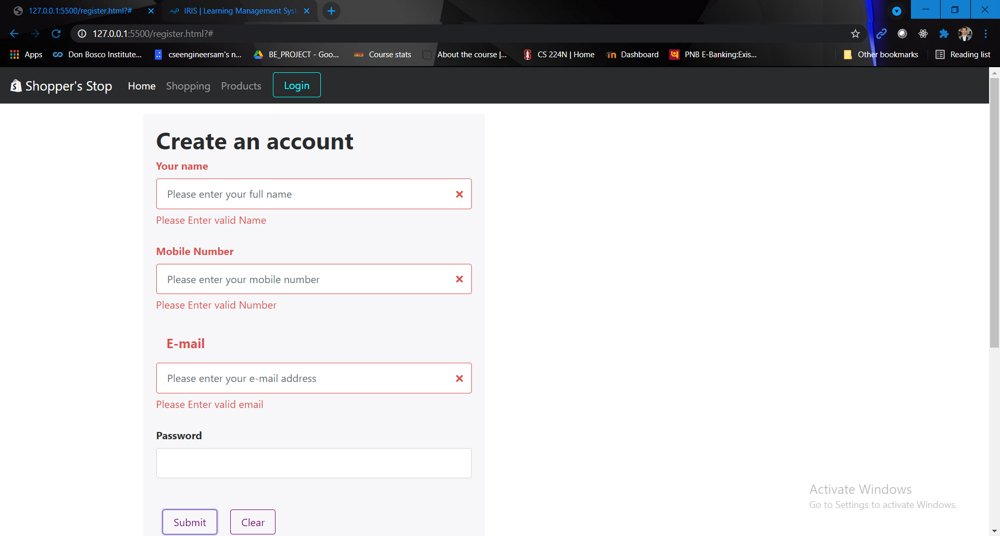 127.0.0.1:5500/register.html?#
IRIS | Learning Management Syst
127.0.0.1:5500/register.html?#
Apps Don Bosco Institute... cseengineersam's n... BE_PROJECT - Goo... Course stats About the course |... CS 224N | Home Dashboard PNB E-Banking:Exis... Other bookmarks Reading list
Shopper's Stop Home Shopping Products Login
Create an account
Your name
Please enter your full name
Please Enter valid Name
Mobile Number
Please enter your mobile number
Please Enter valid Number
E-mail
Please enter your e-mail address
Please Enter valid email
Password
Submit Clear
Activate Windows
Go to Settings to activate Windows.